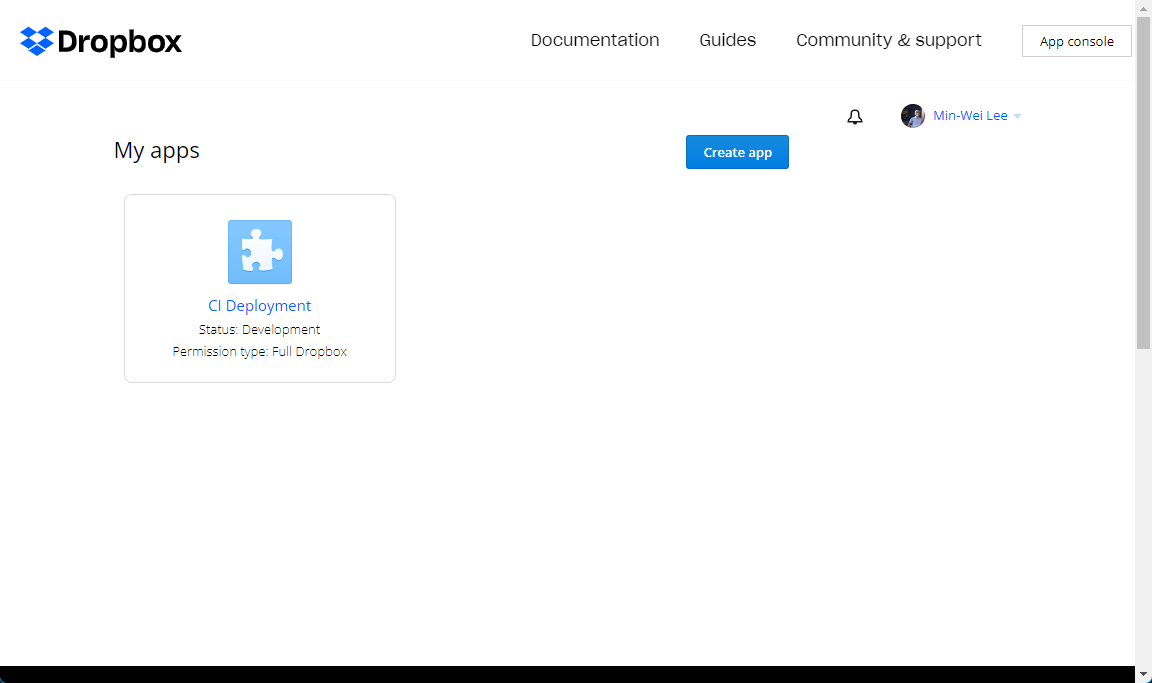 Dropbox
Documentation
Guides
Community & support
App console
Min-Wei Lee
My apps
Create app
CI Deployment
Status: Development
Permission type: Full Dropbox